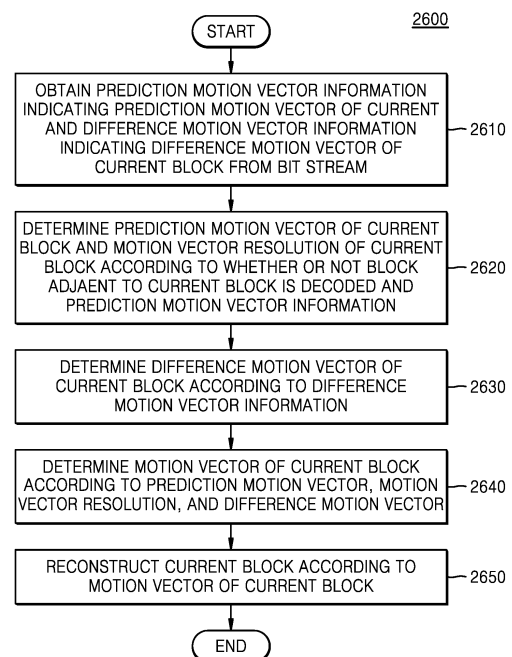 2600
START
OBTAIN PREDICTION MOTION VECTOR INFORMATION
INDICATING PREDICTION MOTION VECTOR OF CURRENT
AND DIFFERENCE MOTION VECTOR INFORMATION
INDICATING DIFFERENCE MOTION VECTOR OF
CURRENT BLOCK FROM BIT STREAM
2610
DETERMINE PREDICTION MOTION VECTOR OF CURRENT
BLOCK AND MOTION VECTOR RESOLUTION OF CURRENT
BLOCK ACCORDING TO WHETHER OR NOT BLOCK
ADJAENT TO CURRENT BLOCK IS DECODED AND
PREDICTION MOTION VECTOR INFORMATION
2620
DETERMINE DIFFERENCE MOTION VECTOR OF
CURRENT BLOCK ACCORDING TO DIFFERENCE
MOTION VECTOR INFORMATION
2630
DETERMINE MOTION VECTOR OF CURRENT BLOCK
ACCORDING TO PREDICTION MOTION VECTOR, MOTION
VECTOR RESOLUTION, AND DIFFERENCE MOTION VECTOR
2640
RECONSTRUCT CURRENT BLOCK ACCORDING TO
MOTION VECTOR OF CURRENT BLOCK
2650
END